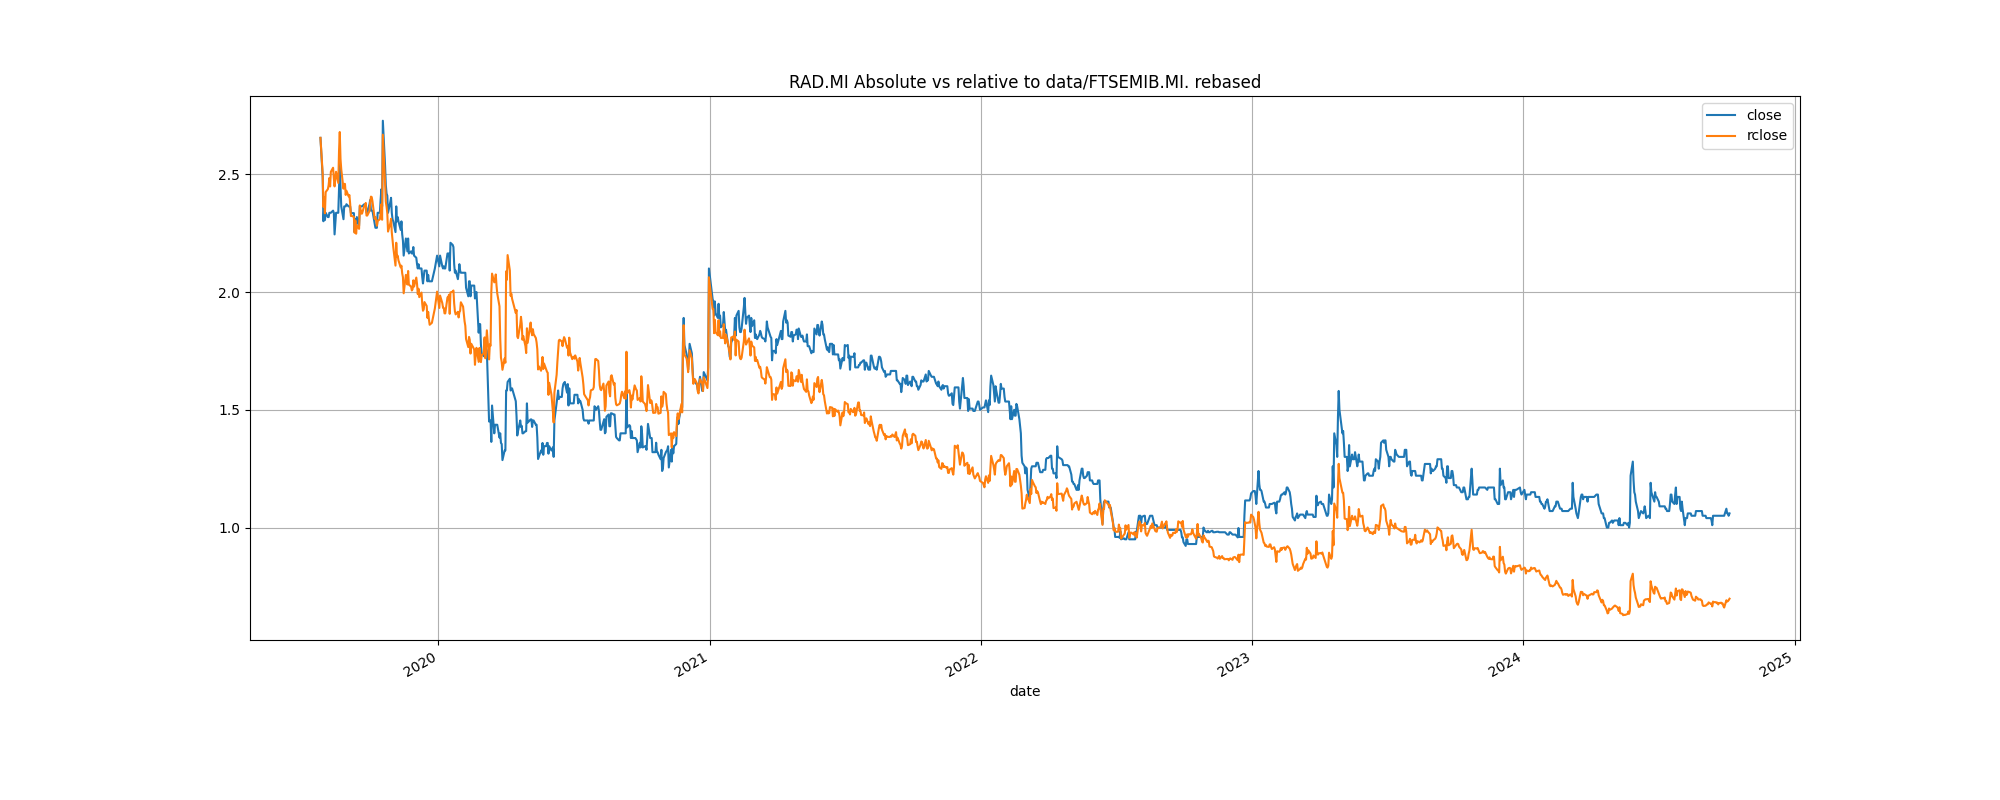 RAD.MI Absolute vs relative to data/FTSEMIB.MI. rebased
close
rclose
2.5
2.0
1.5
1.0
2020
2021
2022
2023
2024
2025
date